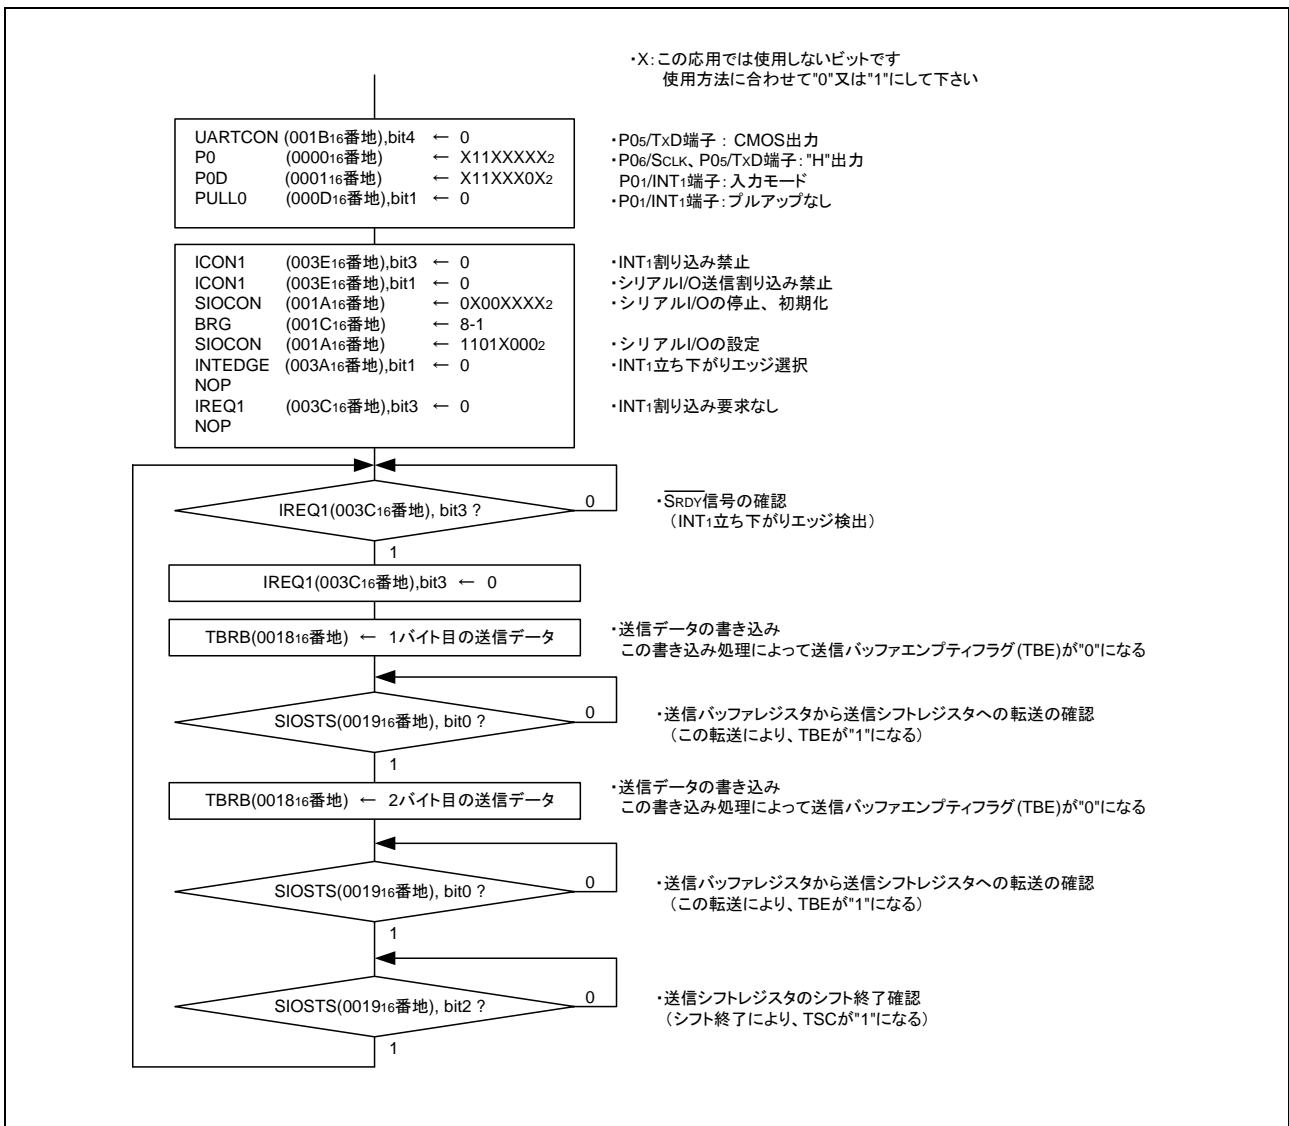 ・X:この応用では使用しないビットです
使用方法に合わせて"0"又は"1"にして下さい
UARTCON (001B16番地),bit4 ← 0
P0 (000016番地) ← X11XXXXX2
P0D (000116番地) ← X11XXX0X2
PULL0 (000D16番地),bit1 ← 0
・P05/TxD端子:CMOS出力
・P06/SCLK、P05/TxD端子:"H"出力
P01/INT1端子:入力モード
・P01/INT1端子:プルアップなし
ICON1 (003E16番地),bit3 ← 0
ICON1 (003E16番地),bit1 ← 0
SIOCON (001A16番地) ← 0X00XXXX2
BRG (001C16番地) ← 8-1
SIOCON (001A16番地) ← 1101X0002
INTEDGE (003A16番地),bit1 ← 0
NOP
IREQ1 (003C16番地),bit3 ← 0
NOP
・INT1割り込み禁止
・シリアルI/O送信割り込み禁止
・シリアルI/Oの停止、初期化
・シリアルI/Oの設定
・INT1立ち下がりエッジ選択
・INT1割り込み要求なし
IREQ1(003C16番地), bit3 ?
0
・SRDY信号の確認
(INT1立ち下がりエッジ検出)
1
IREQ1(003C16番地),bit3 ← 0
TBRB(001816番地) ← 1バイト目の送信データ
・送信データの書き込み
この書き込み処理によって送信バッファエンプティフラグ(TBE)が"0"になる
SIOSTS(001916番地), bit0 ?
0
・送信バッファレジスタから送信シフトレジスタへの転送の確認
(この転送により、TBEが"1"になる)
1
TBRB(001816番地) ← 2バイト目の送信データ
・送信データの書き込み
この書き込み処理によって送信バッファエンプティフラグ(TBE)が"0"になる
SIOSTS(001916番地), bit0 ?
0
・送信バッファレジスタから送信シフトレジスタへの転送の確認
(この転送により、TBEが"1"になる)
1
SIOSTS(001916番地), bit2 ?
0
・送信シフトレジスタのシフト終了確認
(シフト終了により、TSCが"1"になる)
1